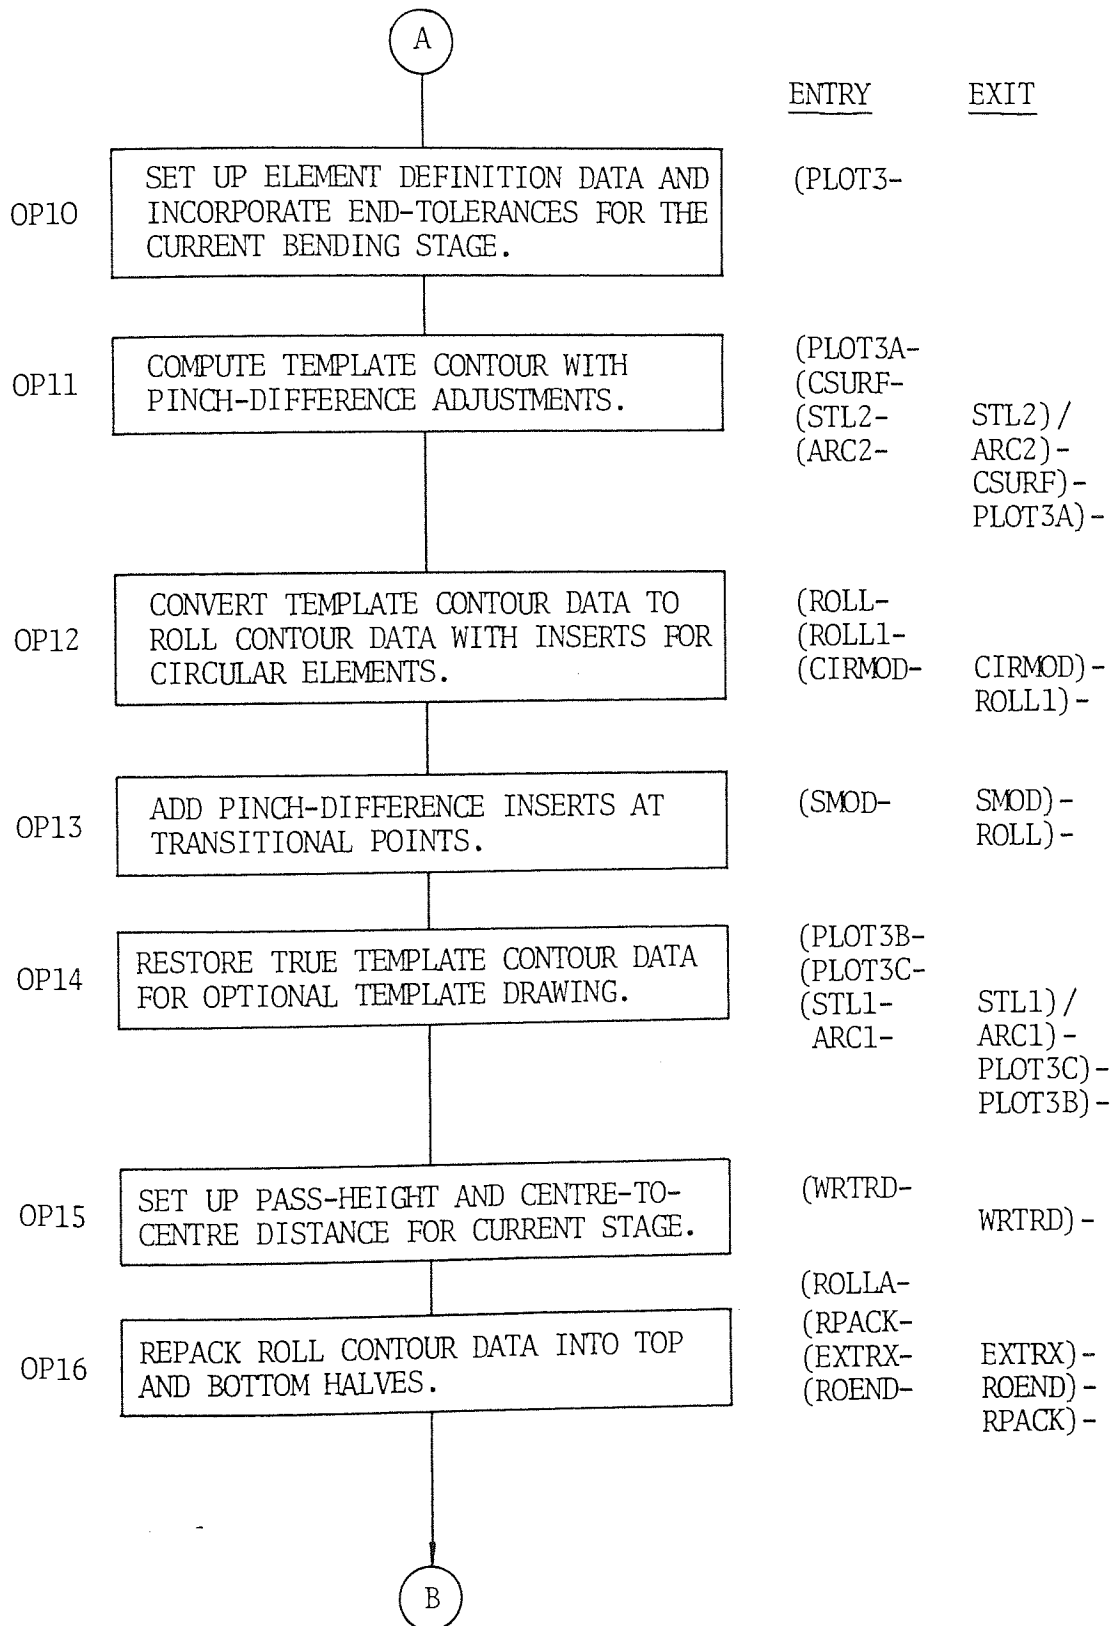 A
ENTRY EXIT
OP10
SET UP ELEMENT DEFINITION DATA AND
INCORPORATE END-TOLERANCES FOR THE
CURRENT BENDING STAGE.
(PLOT3-
OP11
COMPUTE TEMPLATE CONTOUR WITH
PINCH-DIFFERENCE ADJUSTMENTS.
(PLOT3A-
(CSURF-
(STL2- STL2)/
(ARC2- ARC2)-
CSURF)-
PLOT3A)-
OP12
CONVERT TEMPLATE CONTOUR DATA TO
ROLL CONTOUR DATA WITH INSERTS FOR
CIRCULAR ELEMENTS.
(ROLL-
(ROLL1-
(CIRMOD- CIRMOD)-
ROLL1)-
OP13
ADD PINCH-DIFFERENCE INSERTS AT
TRANSITIONAL POINTS.
(SMOD- SMOD)-
ROLL)-
OP14
RESTORE TRUE TEMPLATE CONTOUR DATA
FOR OPTIONAL TEMPLATE DRAWING.
(PLOT3B-
(PLOT3C-
(STL1- STL1)/
ARC1- ARC1)-
PLOT3C)-
PLOT3B)-
OP15
SET UP PASS-HEIGHT AND CENTRE-TO-
CENTRE DISTANCE FOR CURRENT STAGE.
(WRTRD-
WRTRD)-
OP16
REPACK ROLL CONTOUR DATA INTO TOP
AND BOTTOM HALVES.
(ROLLA-
(RPACK-
(EXTRX- EXTRX)-
(ROEND- ROEND)-
RPACK)-
B